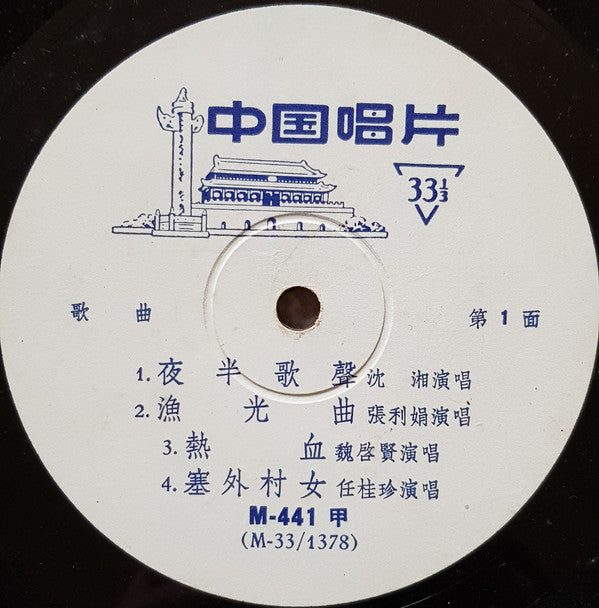 中国唱片
33⅓
歌 曲
第1面
1. 夜半歌聲 沈 湘演唱
2. 漁光曲 張利娟演唱
3. 熱血 魏啓賢演唱
4. 塞外村女 任桂珍演唱
M-441 甲
(M-33/1378)